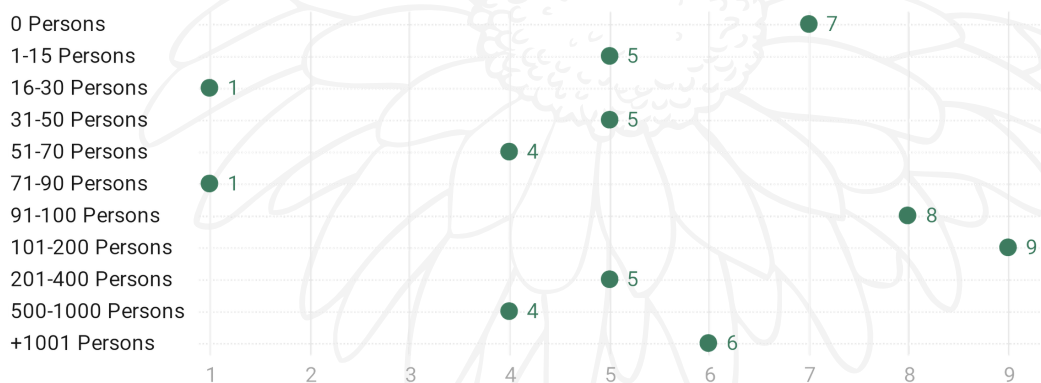 0 Persons 7
1-15 Persons 5
16-30 Persons 1
31-50 Persons 5
51-70 Persons 4
71-90 Persons 1
91-100 Persons 8
101-200 Persons 9
201-400 Persons 5
500-1000 Persons 4
+1001 Persons 6
1 2 3 4 5 6 7 8 9